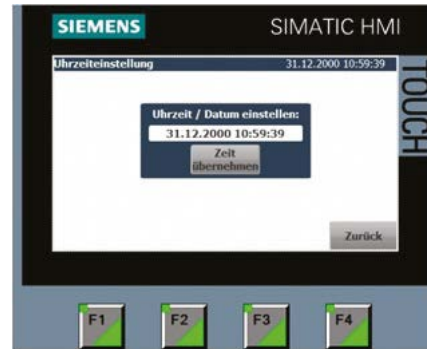 SIEMENS
SIMATIC HMI
TOUCH
Uhrzeiteinstellung 31.12.2000 10:59:39
Uhrzeit / Datum einstellen:
31.12.2000 10:59:39
Zeit
übernehmen
Zurück
F1 F2 F3 F4